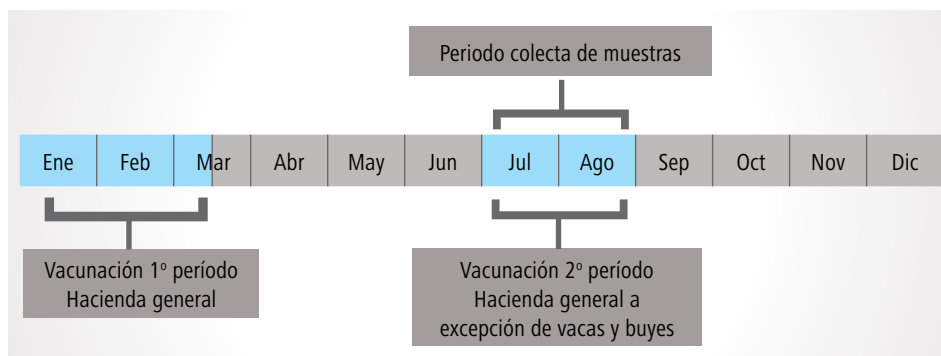 Periodo colecta de muestras
Ene Feb Mar Abr May Jun Jul Ago Sep Oct Nov Dic
Vacunación 1º período
Hacienda general
Vacunación 2º período
Hacienda general a
excepción de vacas y buyes